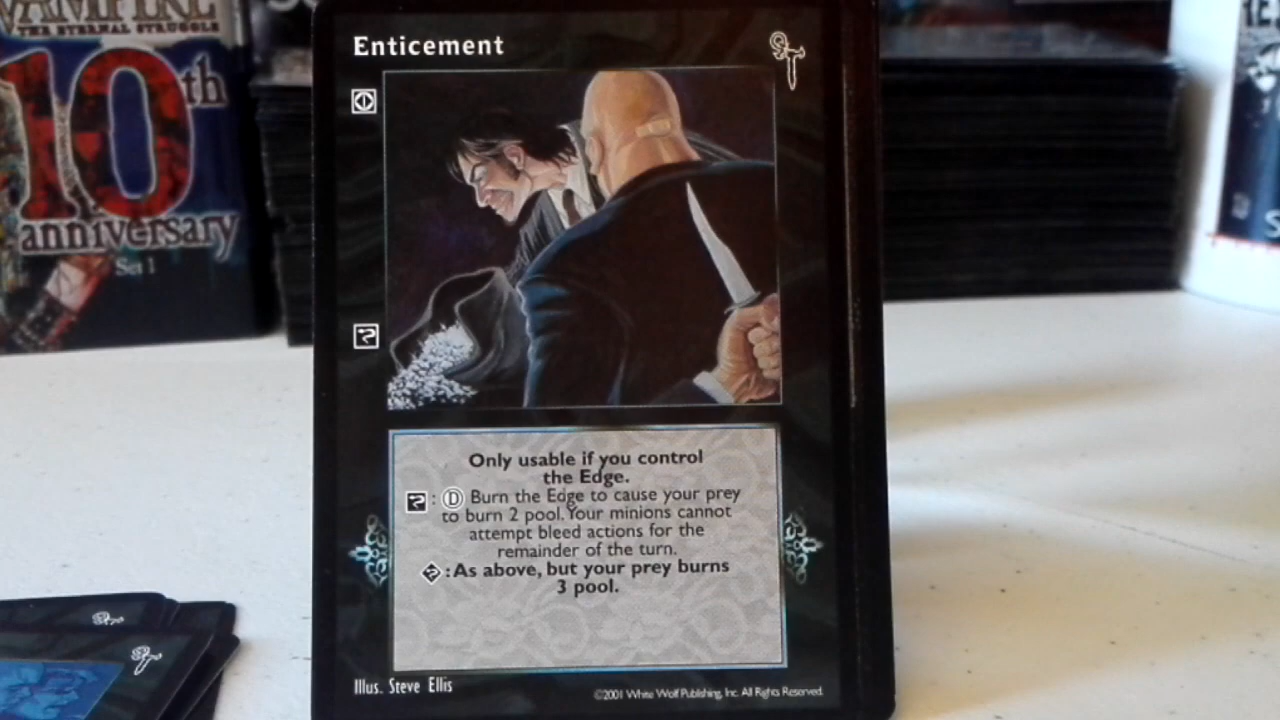 VAMPIRE
THE ETERNAL STRUGGLE
10th
anniversary
Set 1
Enticement
Only usable if you control
the Edge.
: D Burn the Edge to cause your prey
to burn 2 pool. Your minions cannot
attempt bleed actions for the
remainder of the turn.
: As above, but your prey burns
3 pool.
Illus. Steve Ellis
©2001 White Wolf Publishing, Inc. All Rights Reserved.